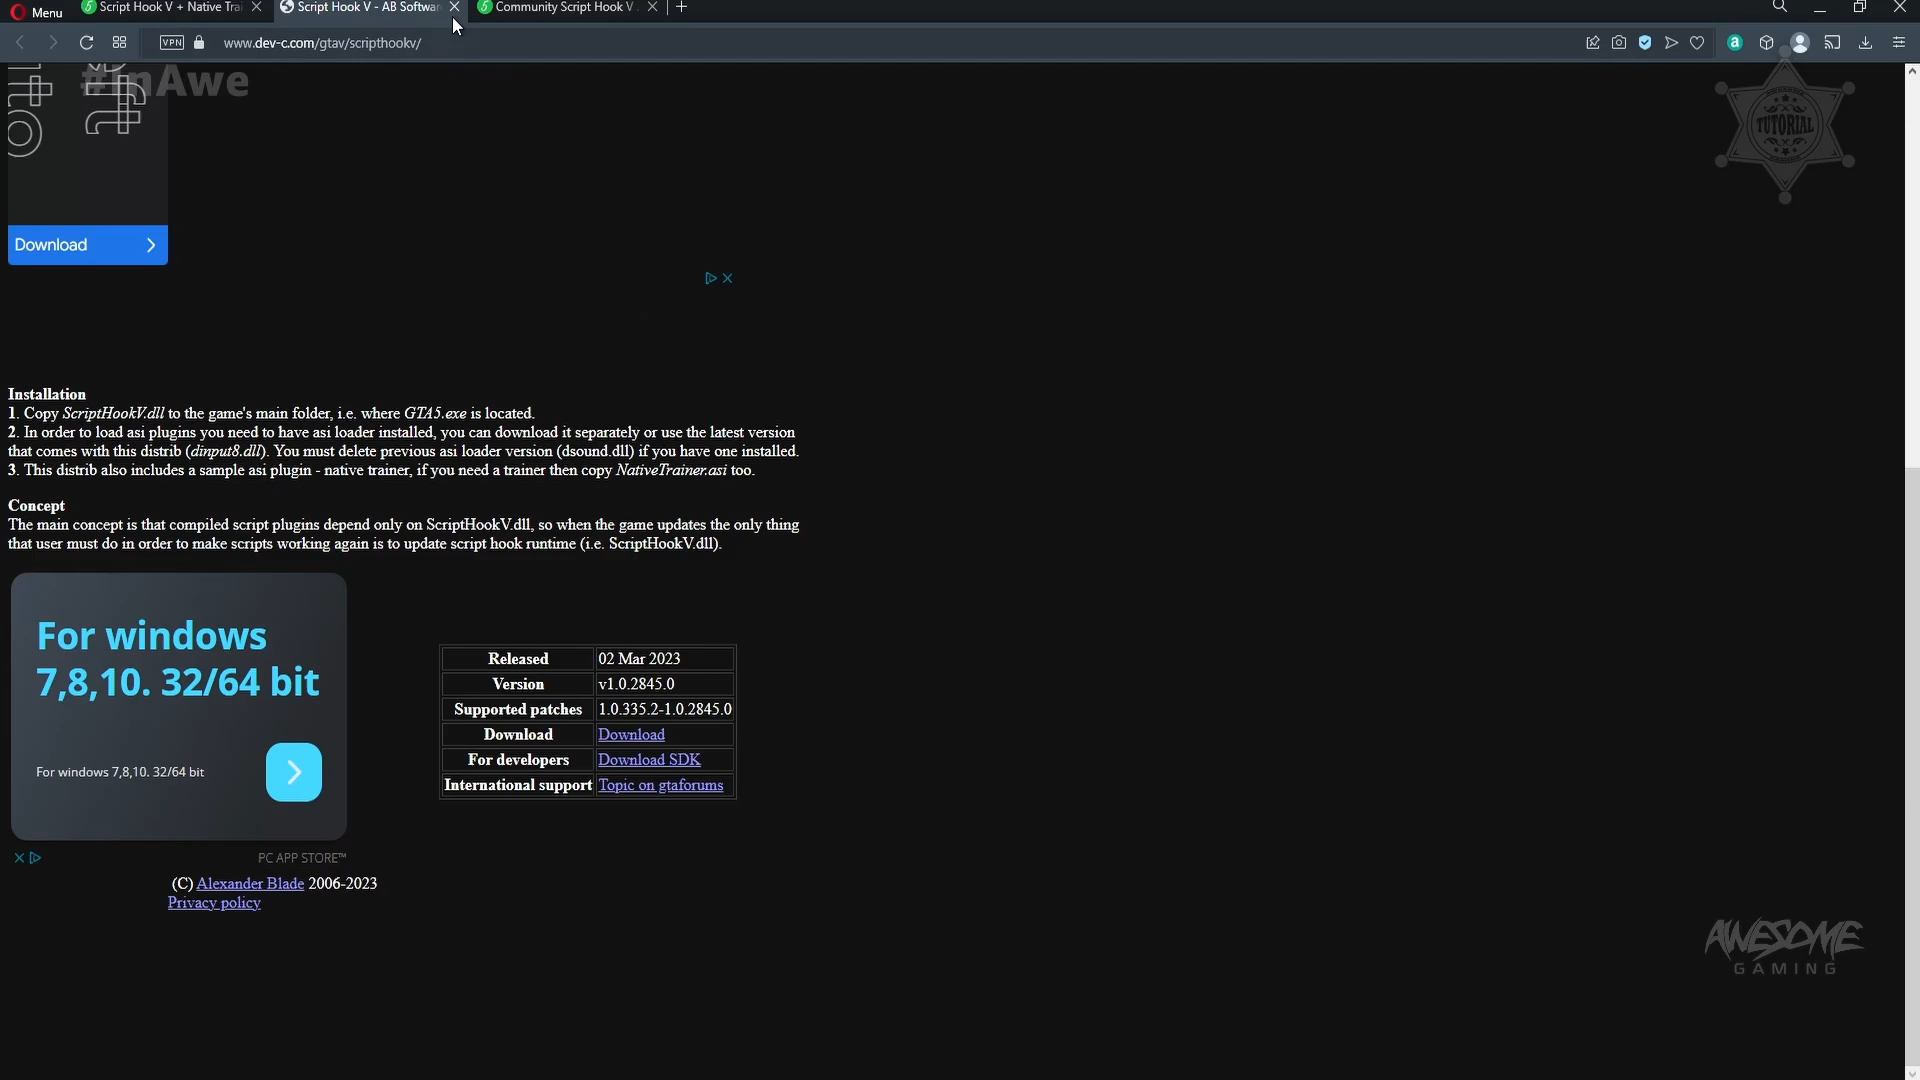 Menu
Script Hook V + Native Trai
Script Hook V - AB Softwar
Community Script Hook V
VPN
www.dev-c.com/gtav/scripthookv/
#InAwe
TUTORIAL
Download
Installation
1. Copy ScriptHookV.dll to the game's main folder, i.e. where GTA5.exe is located.
2. In order to load asi plugins you need to have asi loader installed, you can download it separately or use the latest version
that comes with this distrib (dinput8.dll). You must delete previous asi loader version (dsound.dll) if you have one installed.
3. This distrib also includes a sample asi plugin - native trainer, if you need a trainer then copy NativeTrainer.asi too.
Concept
The main concept is that compiled script plugins depend only on ScriptHookV.dll, so when the game updates the only thing
that user must do in order to make scripts working again is to update script hook runtime (i.e. ScriptHookV.dll).
For windows
7,8,10. 32/64 bit
For windows 7,8,10. 32/64 bit
PC APP STORE™
Released 02 Mar 2023
Version v1.0.2845.0
Supported patches 1.0.335.2-1.0.2845.0
Download Download
For developers Download SDK
International support Topic on gtaforums
(C) Alexander Blade 2006-2023
Privacy policy
AWESOME
GAMING